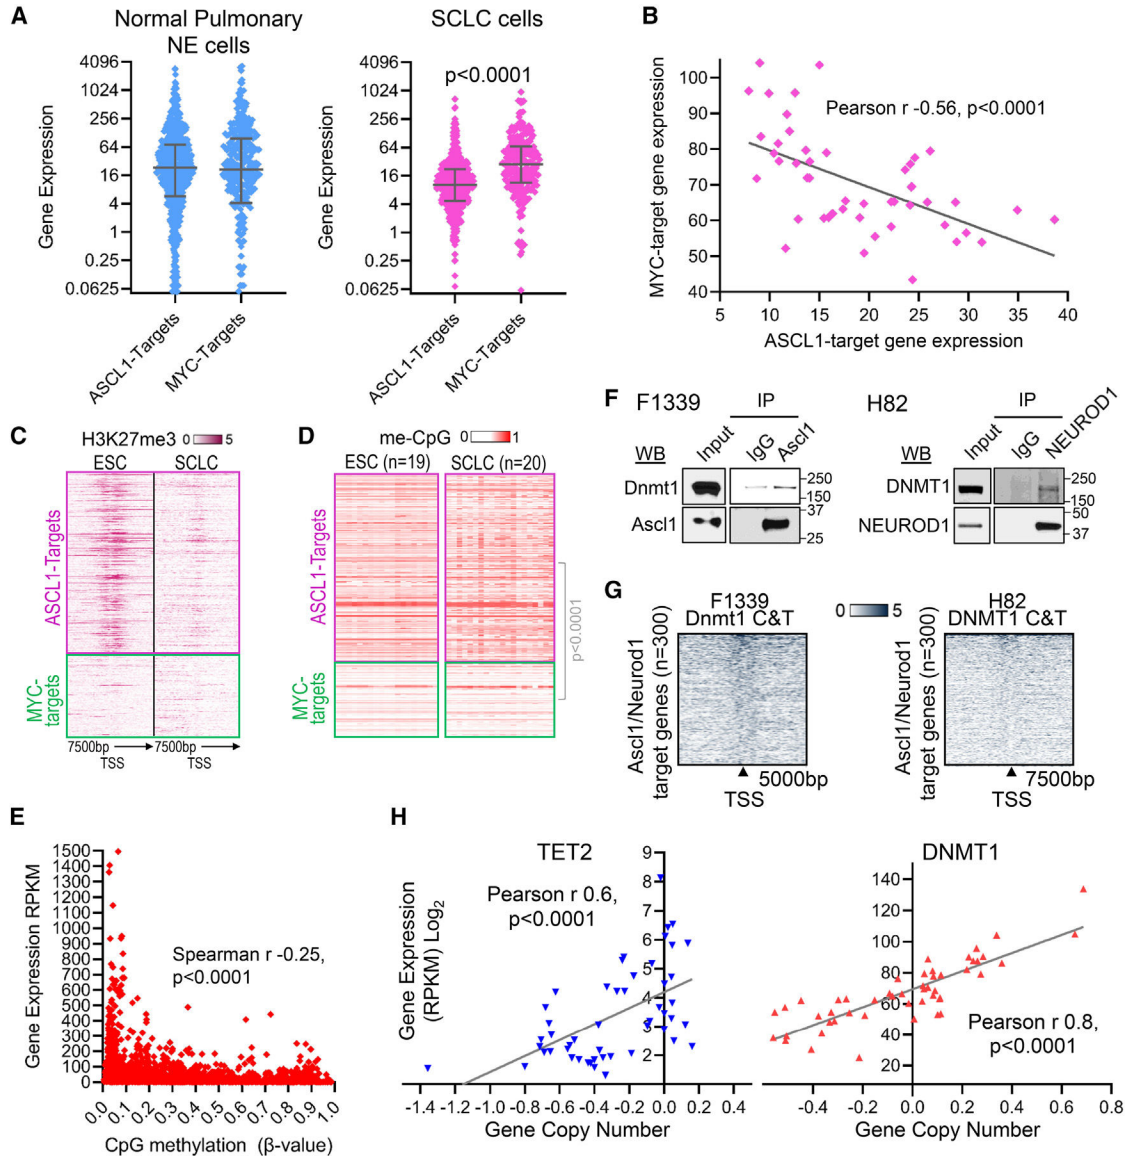 A
Normal Pulmonary
NE cells
Gene Expression
4096
1024
256
64
16
4
1
0.25
0.0625
ASCL1-Targets
MYC-Targets
SCLC cells
p<0.0001
Gene Expression
4096
1024
256
64
16
4
1
0.25
0.0625
ASCL1-Targets
MYC-Targets
B
MYC-target gene expression
100
90
80
70
60
50
40
Pearson r -0.56, p<0.0001
5 10 15 20 25 30 35 40
ASCL1-target gene expression
C
H3K27me3 0 5
ESC SCLC
ASCL1-Targets
MYC-
targets
7500bp 7500bp
TSS TSS
D
me-CpG 0 1
ESC (n=19) SCLC (n=20)
ASCL1-Targets
MYC-
targets
p<0.0001
F
F1339
IP
WB
Input
IgG
Ascl1
Dnmt1
250
150
Ascl1
37
25
H82
IP
WB
Input
IgG
NEUROD1
DNMT1
250
150
NEUROD1
50
37
G
F1339
Dnmt1 C&T
0 5
H82
DNMT1 C&T
Ascl1/Neurod1
target genes (n=300)
5000bp
TSS
Ascl1/Neurod1
target genes (n=300)
7500bp
TSS
E
Gene Expression RPKM
1500
1400
1300
1200
1100
1000
900
800
700
600
500
400
300
200
100
0
Spearman r -0.25,
p<0.0001
0.0 0.1 0.2 0.3 0.4 0.5 0.6 0.7 0.8 0.9 1.0
CpG methylation (β-value)
H
TET2
Pearson r 0.6,
p<0.0001
Gene Expression
(RPKM) Log2
9
8
7
6
5
4
3
2
-1.4 -1.2 -1.0 -0.8 -0.6 -0.4 -0.2 0.0 0.2 0.4
Gene Copy Number
DNMT1
140
120
100
80
60
40
20
Pearson r 0.8,
p<0.0001
-0.4 -0.2 0.0 0.2 0.4 0.6 0.8
Gene Copy Number